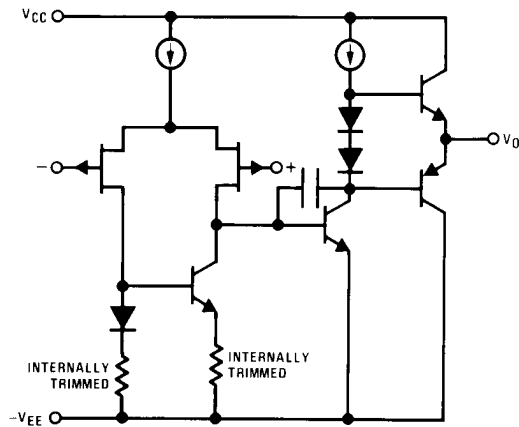 VCC
−
+
VO
INTERNALLY
TRIMMED
INTERNALLY
TRIMMED
−VEE